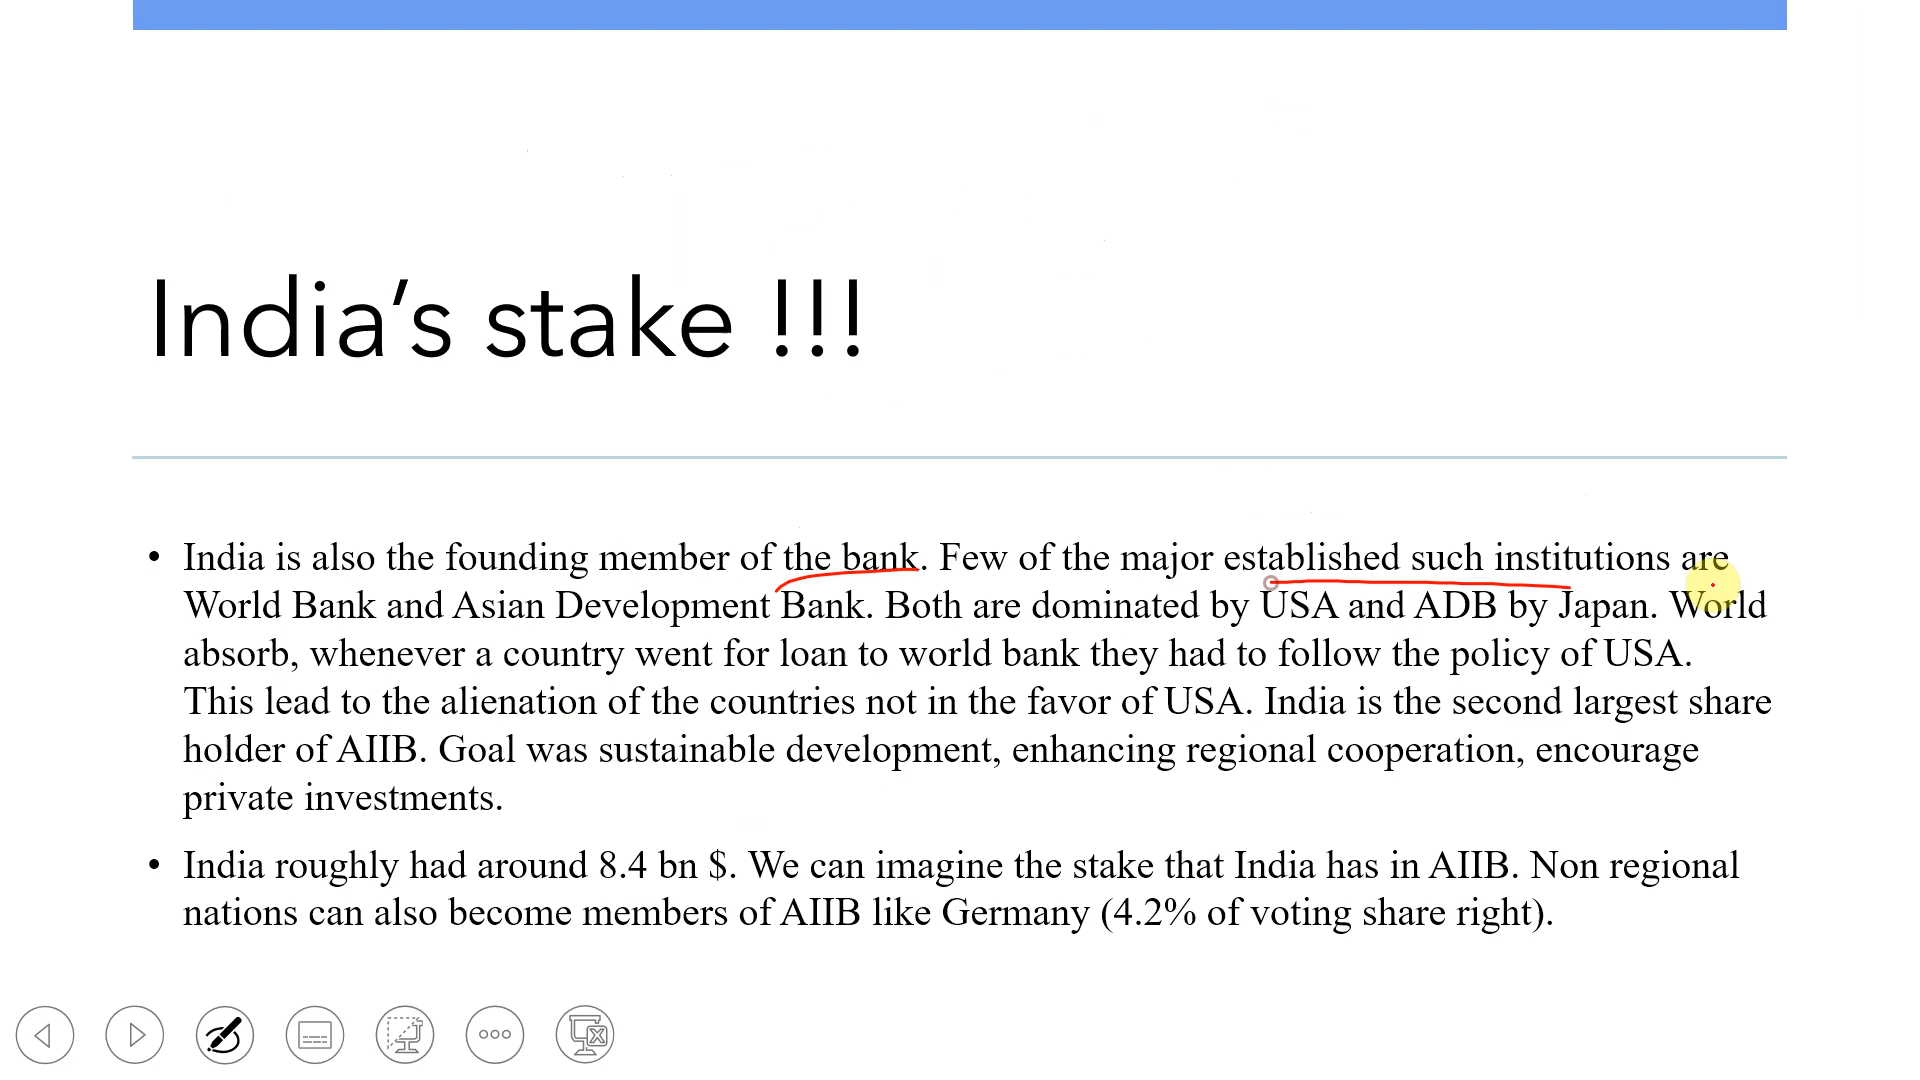 India’s stake !!!
• India is also the founding member of the bank. Few of the major established such institutions are
World Bank and Asian Development Bank. Both are dominated by USA and ADB by Japan. World
absorb, whenever a country went for loan to world bank they had to follow the policy of USA.
This lead to the alienation of the countries not in the favor of USA. India is the second largest share
holder of AIIB. Goal was sustainable development, enhancing regional cooperation, encourage
private investments.
• India roughly had around 8.4 bn $. We can imagine the stake that India has in AIIB. Non regional
nations can also become members of AIIB like Germany (4.2% of voting share right).